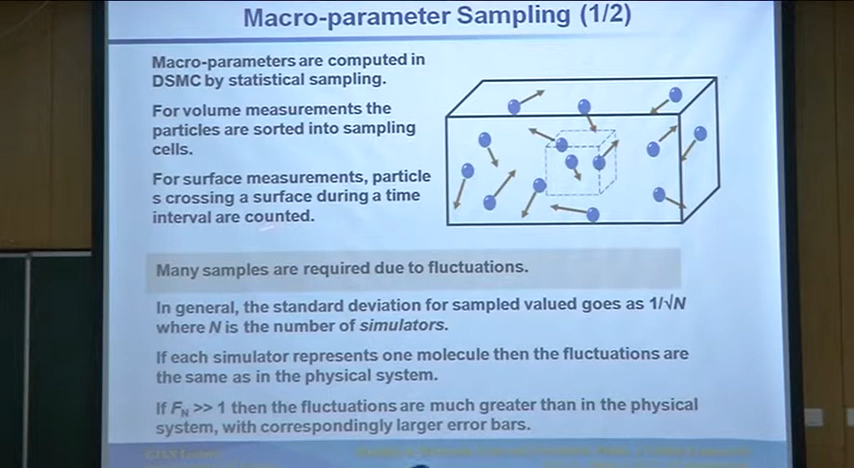 Macro-parameter Sampling (1/2)
Macro-parameters are computed in
DSMC by statistical sampling.
For volume measurements the
particles are sorted into sampling
cells.
For surface measurements, particle
s crossing a surface during a time
interval are counted.
Many samples are required due to fluctuations.
In general, the standard deviation for sampled valued goes as 1/√N
where N is the number of simulators.
If each simulator represents one molecule then the fluctuations are
the same as in the physical system.
If F_N >> 1 then the fluctuations are much greater than in the physical
system, with correspondingly larger error bars.